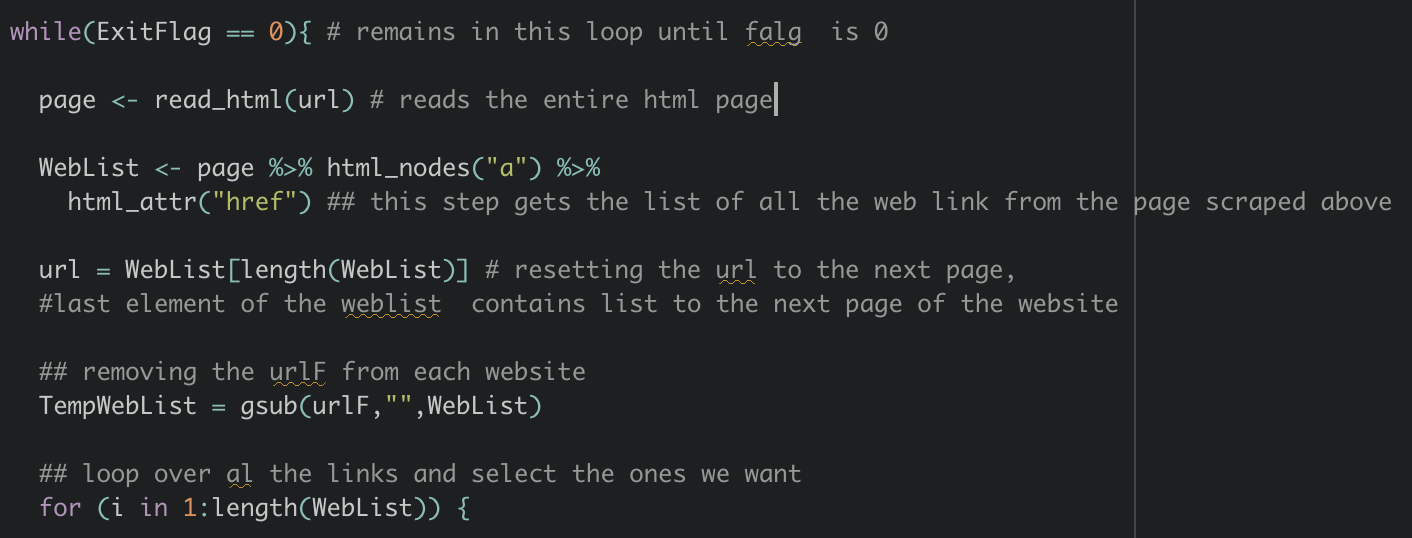 while(ExitFlag == 0){ # remains in this loop until falg  is 0
page <- read_html(url) # reads the entire html page
WebList <- page %>% html_nodes("a") %>%
html_attr("href") ## this step gets the list of all the web link from the page scraped above
url = WebList[length(WebList)] # resetting the url to the next page,
#last element of the weblist  contains list to the next page of the website
## removing the urlF from each website
TempWebList = gsub(urlF,"",WebList)
## loop over al the links and select the ones we want
for (i in 1:length(WebList)) {